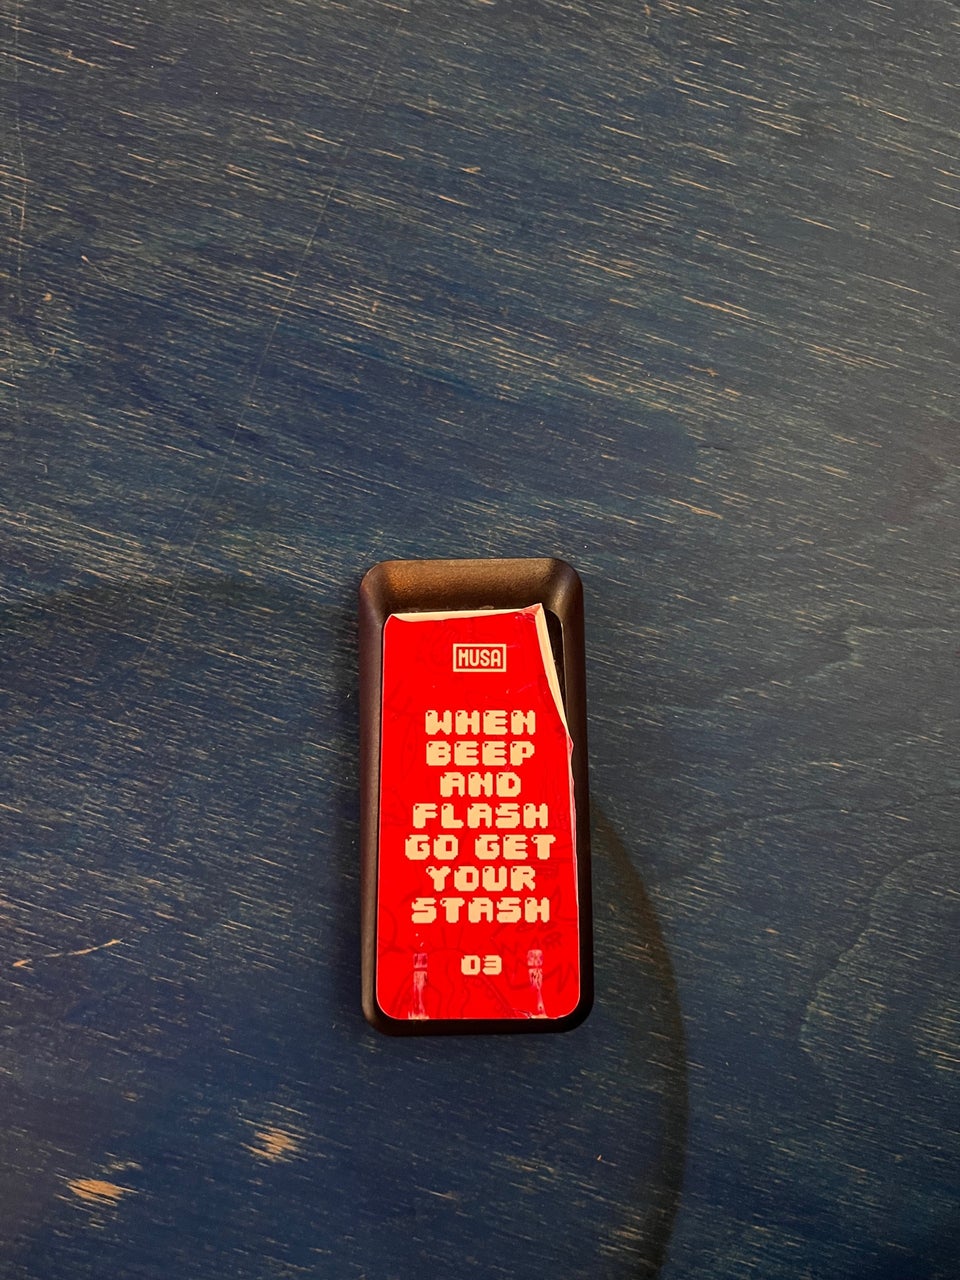 MUSA
WHEN
BEEP
AND
FLASH
GO GET
YOUR
STASH
03